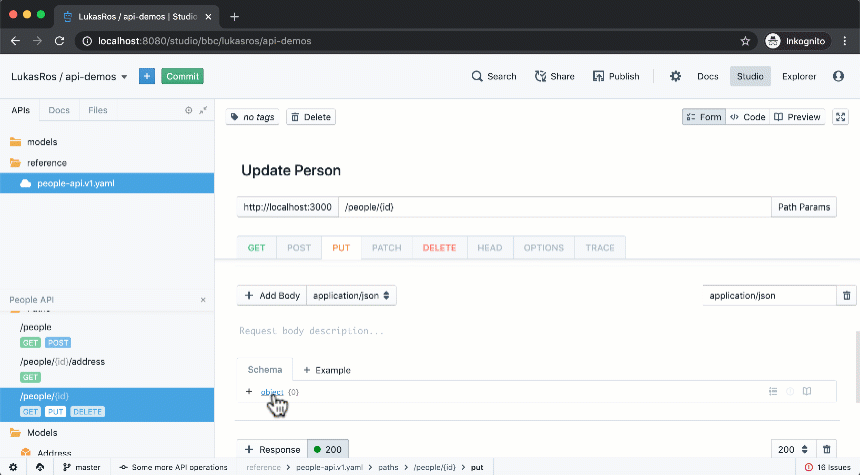 LukasRos / api-demos | Studio
localhost:8080/studio/bbc/lukasros/api-demos
Inkognito
LukasRos / api-demos
Commit
Search
Share
Publish
Docs
Studio
Explorer
APIs
Docs
Files
no tags
Delete
Form
Code
Preview
models
reference
people-api.v1.yaml
Update Person
http://localhost:3000
/people/{id}
Path Params
GET
POST
PUT
PATCH
DELETE
HEAD
OPTIONS
TRACE
People API
Paths
/people
GET POST
/people/{id}/address
GET
/people/{id}
GET PUT DELETE
Models
Address
+ Add Body
application/json
application/json
Request body description...
Schema
+ Example
+ object {0}
+ Response
200
200
master
Some more API operations
reference > people-api.v1.yaml > paths > /people/{id} > put
16 Issues